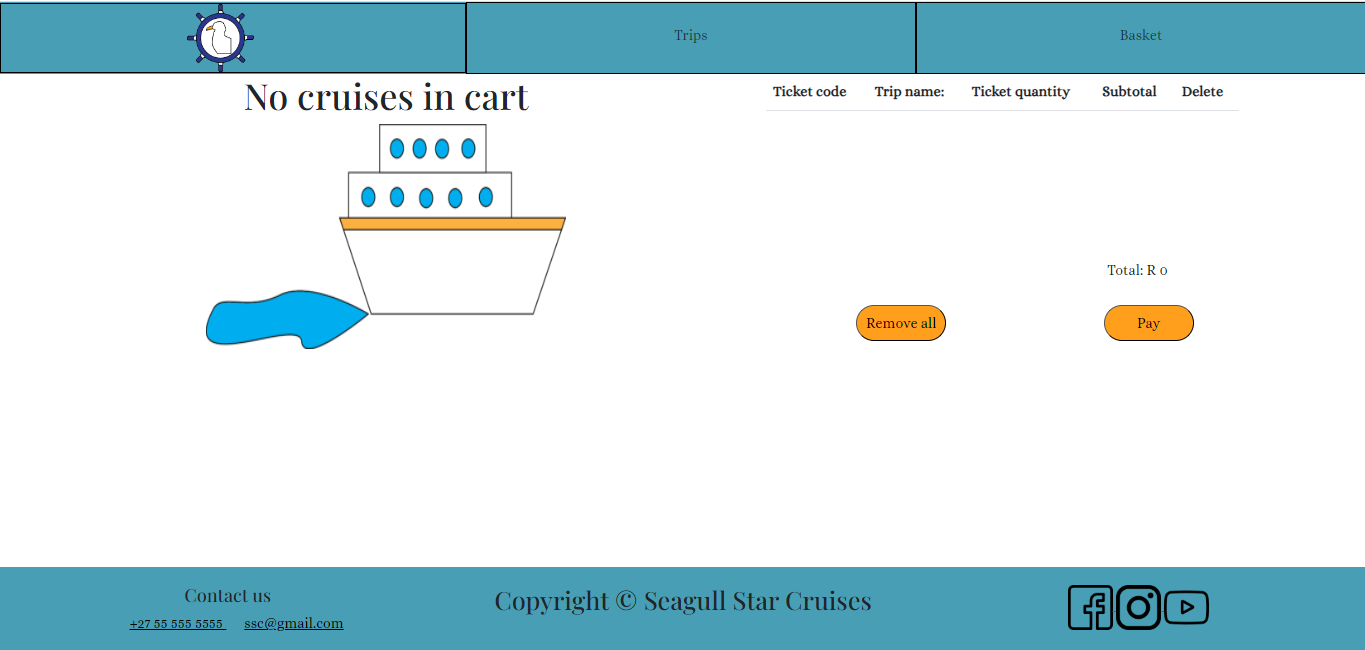 Trips
Basket
No cruises in cart
Ticket code Trip name: Ticket quantity Subtotal Delete
Total: R 0
Remove all
Pay
Contact us
+27 55 555 5555 ssc@gmail.com
Copyright © Seagull Star Cruises